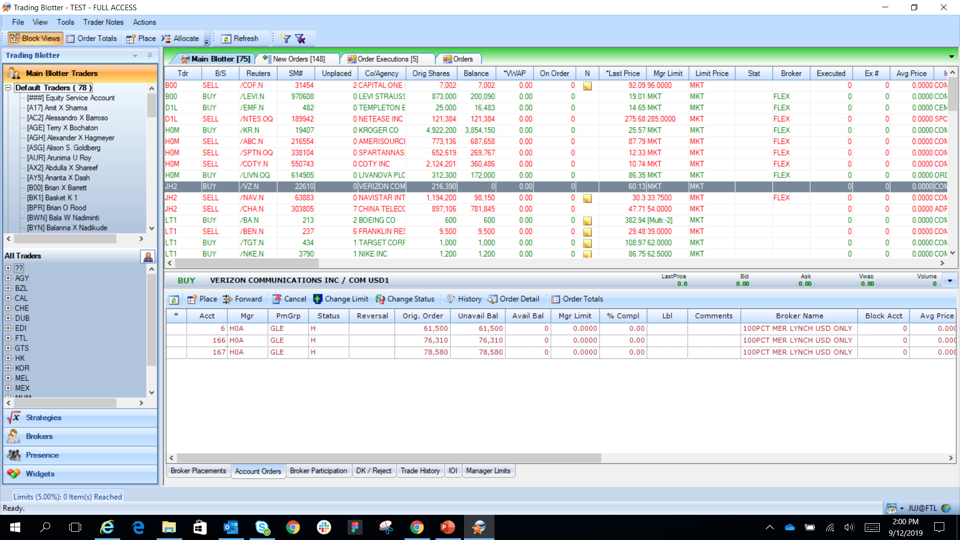 Trading Blotter - TEST - FULL ACCESS
File View Tools Trader Notes Actions
Block Views Order Totals Place Allocate Refresh
Trading Blotter
Main Blotter Traders
Default Traders ( 78 )
[####] Equity Service Account
[A17] Amit X Sharma
[AC2] Alessandro X Barroso
[AGE] Terry X Bochaton
[AGH] Alexander X Hagmeyer
[ASG] Alison S. Goldberg
[AUR] Arunima U Roy
[AX2] Abdulla X Shareef
[AY5] Ananta X Dash
[B00] Brian X Barrett
[BK1] Basket K 1
[BPR] Brian O Rood
[BWN] Bala W Nadiminti
[BYN] Balanna X Nadikude
All Traders
??
AGY
BZL
CAL
CHE
DUB
EDI
FTL
GTS
HK
KOR
MEL
MEX
Strategies
Brokers
Presence
Widgets
Main Blotter [75] New Orders [148] Order Executions [5] Orders
Tdr B/S Reuters SM# Unplaced Co/Agency Orig Shares Balance *VWAP On Order N *Last Price Mgr Limit Limit Price Stat Broker Executed Ex # Avg Price
B00 SELL /COF.N 31454 2 CAPITAL ONE 7,002 7,002 0 0 92.09 96.0000 MKT 0 0 0.0000 COM
B00 BUY /LEVI.N 970608 0 LEVI STRAUSS 873,000 200,090 0 0 19.01 MKT MKT FLEX 0 0 0.0000 COM
D1L BUY /EMF.N 482 0 TEMPLETON E 25,000 16,483 0 0 14.65 MKT MKT FLEX 0 0 0.0000 CEM
D1L SELL /NTES.OQ 189942 0 NETEASE INC 121,384 121,384 0 0 275.68 285.0000 MKT FLEX 0 0 0.0000 SPO
H0M BUY /KR.N 19407 0 KROGER CO 4,922,200 3,854,150 0 0 25.57 MKT MKT FLEX 0 0 0.0000 COM
H0M SELL /ABC.N 216554 0 AMERISOURCI 773,136 687,658 0 0 87.79 MKT MKT FLEX 0 0 0.0000 COM
H0M SELL /SPTN.OQ 338104 0 SPARTANNAS 652,619 269,767 0 0 12.33 MKT MKT FLEX 0 0 0.0000 COM
H0M SELL /COTY.N 550743 0 COTY INC 2,124,201 360,486 0 0 10.74 MKT MKT FLEX 0 0 0.0000 COM
H0M BUY /LIVN.OQ 614905 0 LIVANOVA PLC 312,300 172,000 0 0 86.35 MKT MKT FLEX 0 0 0.0000 ORD
JH2 BUY /VZ.N 22610 0 VERIZON COM 216,390 0 0 0 60.13 MKT MKT 0 0 0.0000 COM
JH2 SELL /NAV.N 63883 0 NAVISTAR INT 1,194,200 98,150 0 0 30.3 33.7500 MKT FLEX 0 0 0.0000 COM
JH2 SELL /CHA.N 303805 7 CHINA TELECC 897,106 781,845 0 0 47.71 54.0000 MKT 0 0 0.0000 ADF
LT1 BUY /BA.N 213 2 BOEING CO 600 600 0 0 382.94 [Multi:-2] MKT 0 0 0.0000 COM
LT1 SELL /BEN.N 237 6 FRANKLIN RES 9,500 9,500 0 0 29.48 39.0000 MKT 0 0 0.0000 COM
LT1 BUY /TGT.N 434 1 TARGET CORF 1,000 1,000 0 0 108.97 62.0000 MKT 0 0 0.0000 COM
LT1 BUY /NKE.N 3790 1 NIKE INC 2,400 2,400 0 0 86.75 62.0000 MKT 0 0 0.0000 COM
BUY VERIZON COMMUNICATIONS INC / COM USD1 LastPrice 0.0 Bid 0.00 Ask 0.00 Vwap 0.00 Volume 0
Place Forward Cancel Change Limit Change Status History Order Detail Order Totals
* Acct Mgr PmGrp Status Reversal Orig. Order Unavail Bal Avail Bal Mgr Limit % Compl Lbl Comments Broker Name Block Acct Avg Price
6 H0A GLE H 61,500 61,500 0 0.0000 0.00 100PCT MER LYNCH USD ONLY 0 0.000
166 H0A GLE H 76,310 76,310 0 0.0000 0.00 100PCT MER LYNCH USD ONLY 0 0.000
167 H0A GLE H 78,580 78,580 0 0.0000 0.00 100PCT MER LYNCH USD ONLY 0 0.000
Broker Placements Account Orders Broker Participation DK / Reject Trade History IOI Manager Limits
Limits (5.00%): 0 Item(s) Reached
Ready. JUJ@FTL
2:00 PM
9/12/2019